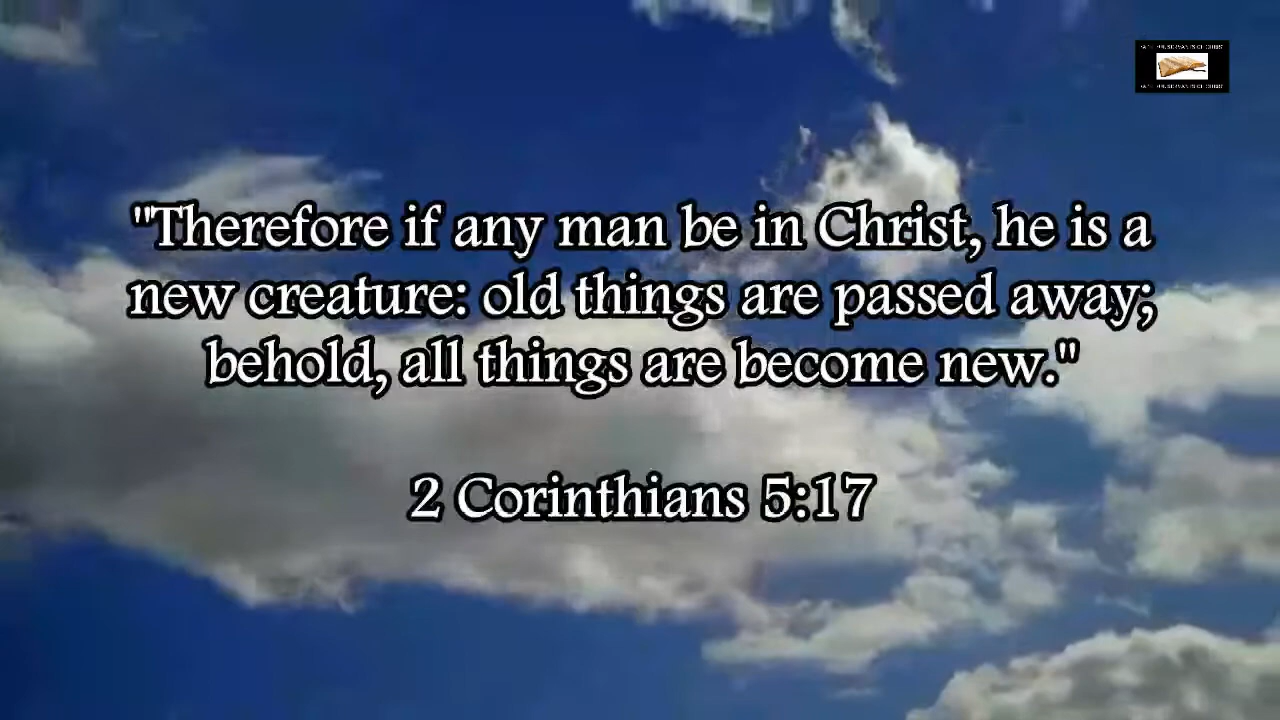 "Therefore if any man be in Christ, he is a
new creature: old things are passed away;
behold, all things are become new."
2 Corinthians 5:17